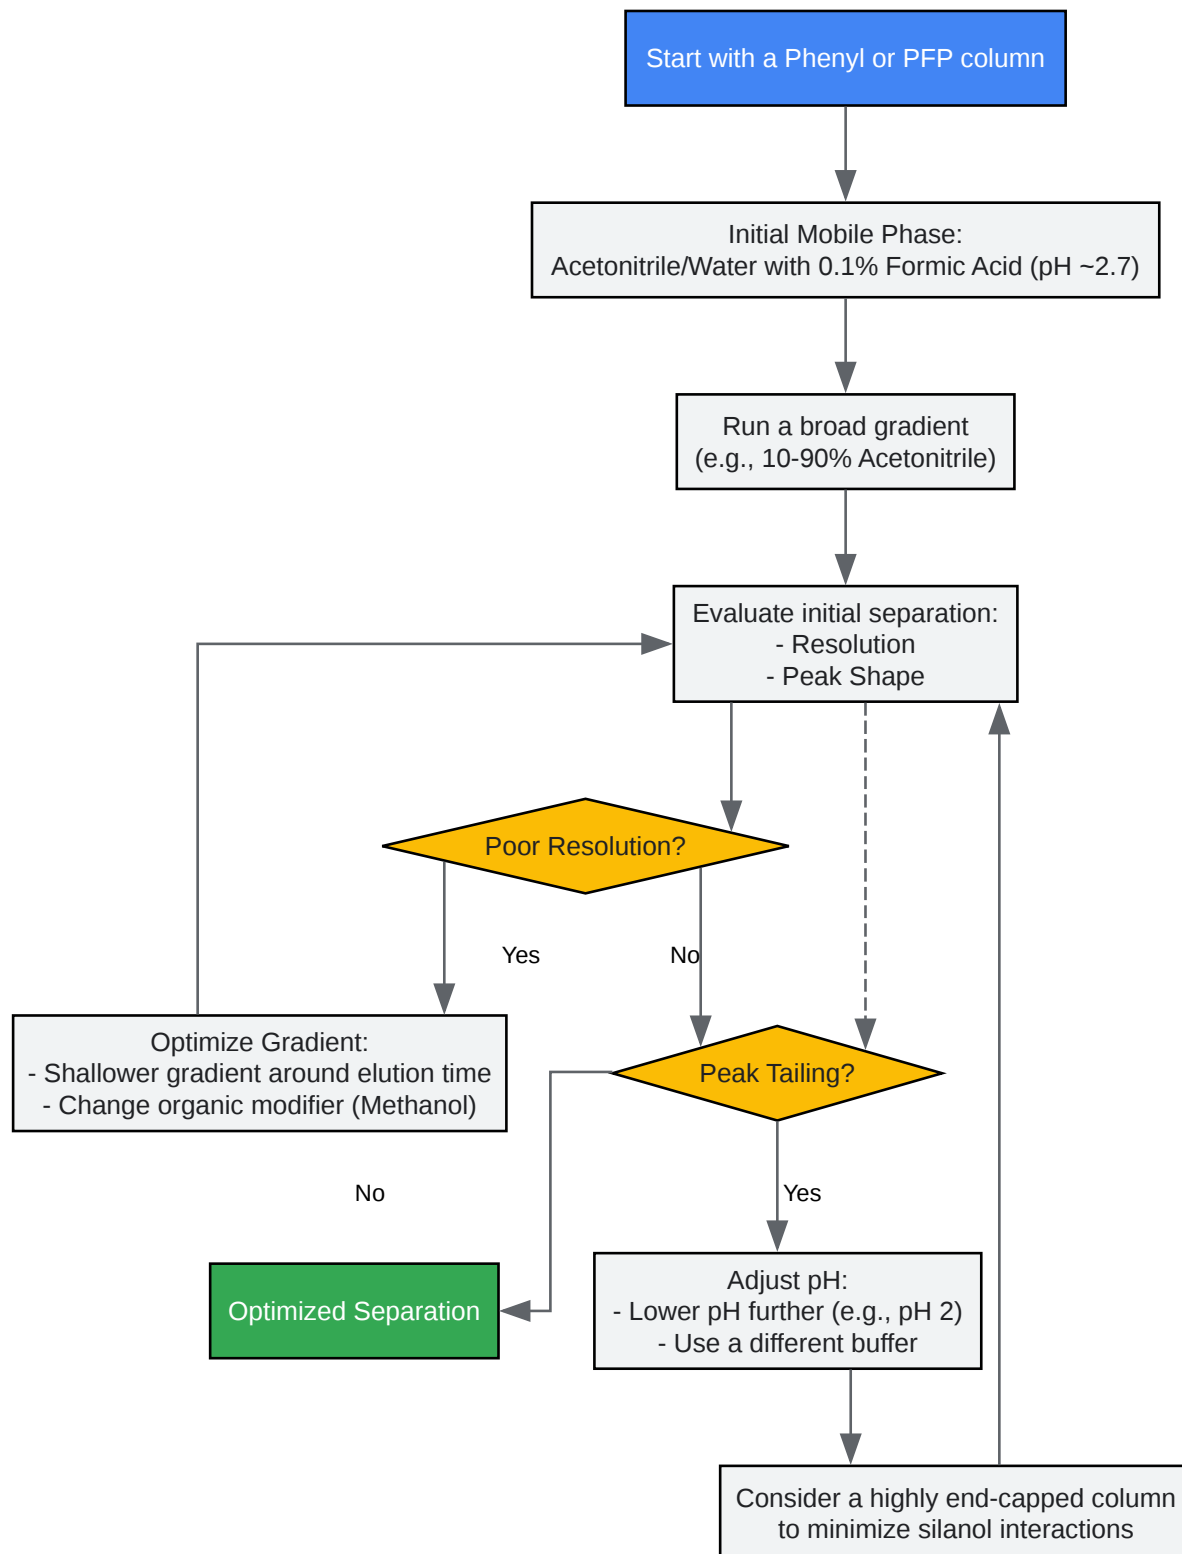 Start with a Phenyl or PFP column
Initial Mobile Phase:
Acetonitrile/Water with 0.1% Formic Acid (pH ~2.7)
Run a broad gradient
(e.g., 10-90% Acetonitrile)
Evaluate initial separation:
- Resolution
- Peak Shape
Poor Resolution?
Yes
No
Optimize Gradient:
- Shallower gradient around elution time
- Change organic modifier (Methanol)
Peak Tailing?
No
Yes
Optimized Separation
Adjust pH:
- Lower pH further (e.g., pH 2)
- Use a different buffer
Consider a highly end-capped column
to minimize silanol interactions